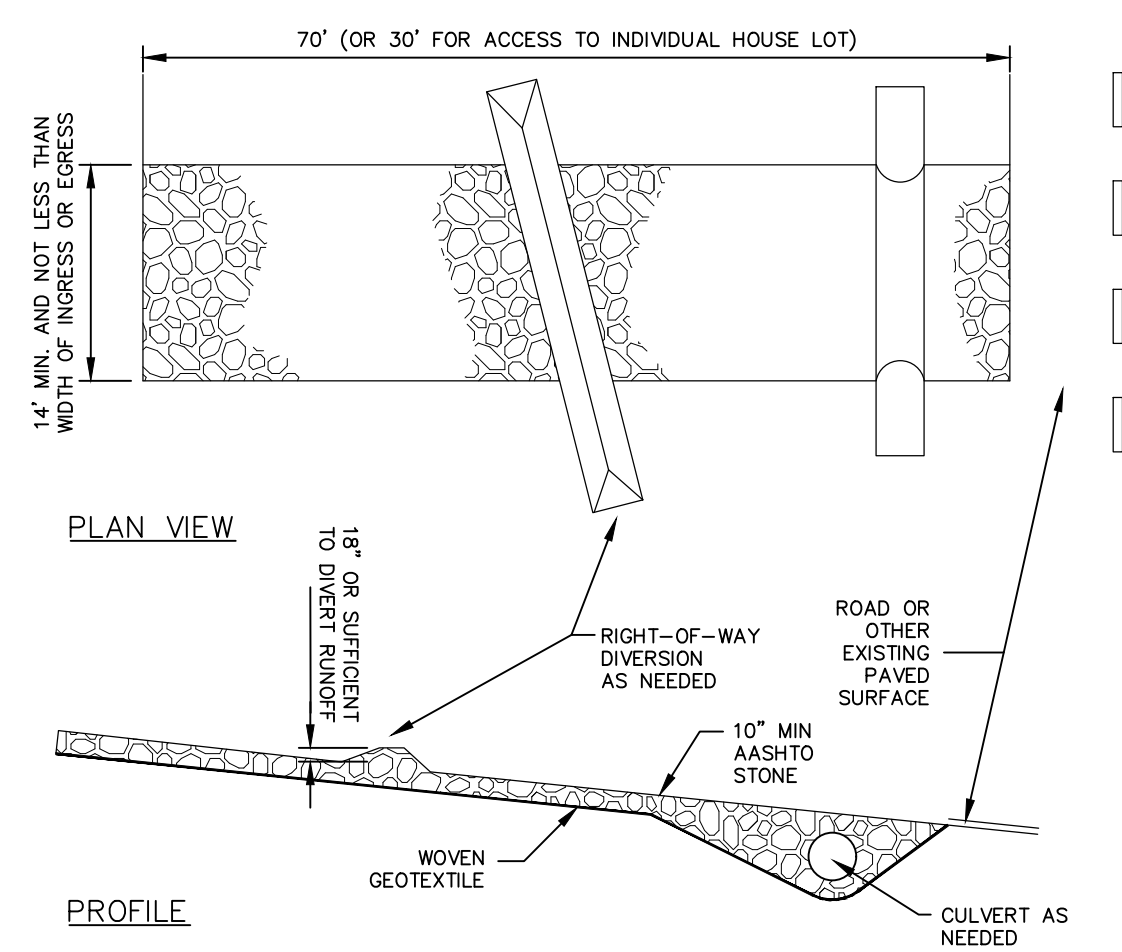 70' (OR 30' FOR ACCESS TO INDIVIDUAL HOUSE LOT)
14' MIN. AND NOT LESS THAN
WIDTH OF INGRESS OR EGRESS
PLAN VIEW
18" OR SUFFICIENT
TO DIVERT RUNOFF
RIGHT-OF-WAY
DIVERSION
AS NEEDED
ROAD OR
OTHER
EXISTING
PAVED
SURFACE
10" MIN
AASHTO
STONE
WOVEN
GEOTEXTILE
PROFILE
CULVERT AS
NEEDED